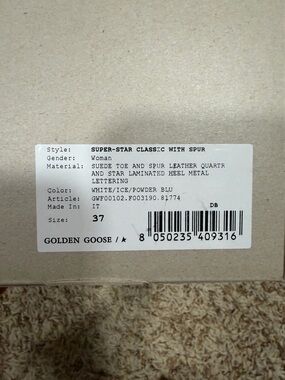 Style: SUPER-STAR CLASSIC WITH SPUR
Gender: Woman
Material: SUEDE TOE AND SPUR LEATHER QUARTR
AND STAR LAMINATED HEEL METAL
LETTERING
Color: WHITE/ICE/POWDER BLU
Article: GWF00102.F003190.81774
Made In: IT
DB
Size: 37
GOLDEN GOOSE /
8 050235 409316